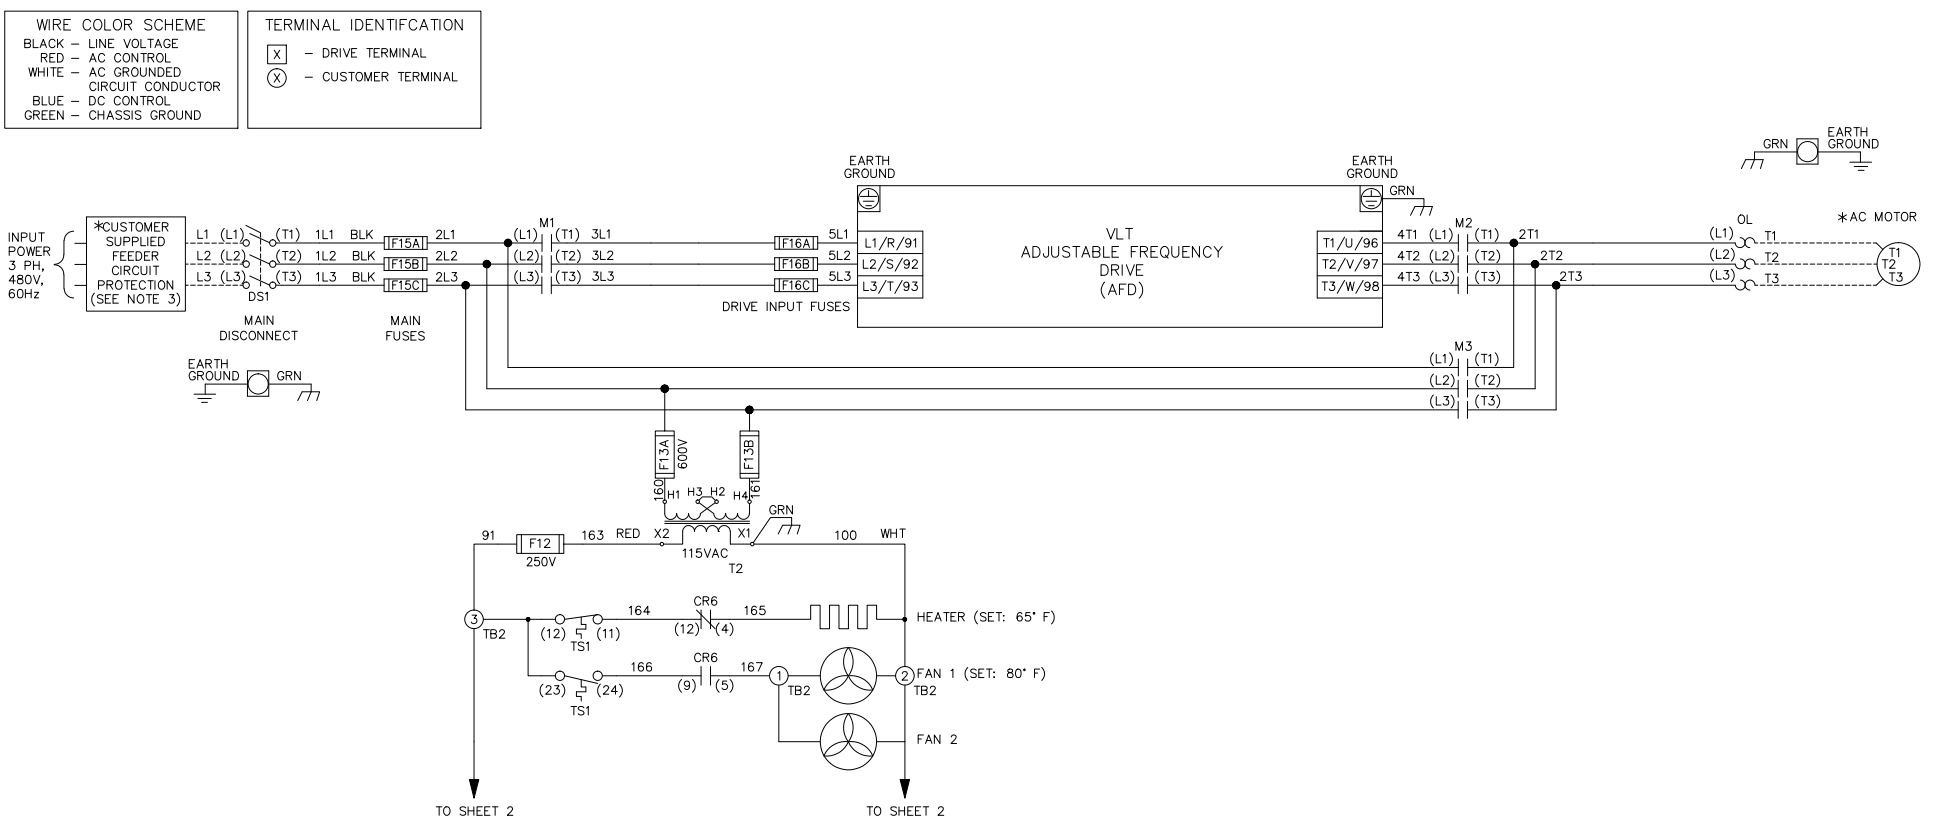 WIRE COLOR SCHEME
BLACK – LINE VOLTAGE
RED – AC CONTROL
WHITE – AC GROUNDED
CIRCUIT CONDUCTOR
BLUE – DC CONTROL
GREEN – CHASSIS GROUND
TERMINAL IDENTIFCATION
X – DRIVE TERMINAL
X – CUSTOMER TERMINAL
GRN
EARTH
GROUND
EARTH
GROUND
EARTH
GROUND
GRN
INPUT
POWER
3 PH,
480V,
60Hz
*CUSTOMER
SUPPLIED
FEEDER
CIRCUIT
PROTECTION
(SEE NOTE 3)
L1 (L1) (T1) 1L1 BLK F15A 2L1 (L1) M1 (T1) 3L1 F16A 5L1 L1/R/91
L2 (L2) (T2) 1L2 BLK F15B 2L2 (L2) (T2) 3L2 F16B 5L2 L2/S/92
L3 (L3) (T3) 1L3 BLK F15C 2L3 (L3) (T3) 3L3 F16C 5L3 L3/T/93
DS1
MAIN
DISCONNECT
MAIN
FUSES
DRIVE INPUT FUSES
VLT
ADJUSTABLE FREQUENCY
DRIVE
(AFD)
T1/U/96 4T1 (L1) M2 (T1) 2T1 (L1) OL T1
T2/V/97 4T2 (L2) (T2) 2T2 (L2) T2
T3/W/98 4T3 (L3) (T3) 2T3 (L3) T3
*AC MOTOR
T1
T2
T3
M3
(L1) (T1)
(L2) (T2)
(L3) (T3)
EARTH
GROUND
GRN
F13A
600V
F13B
160
161
H1 H3 H2 H4
GRN
91 F12 163 RED X2 X1 100 WHT
250V
115VAC
T2
3
TB2
(12) (11) 164 CR6 165 HEATER (SET: 65° F)
TS1
(12) (4)
(23) (24) 166 CR6 167 1 2 FAN 1 (SET: 80° F)
TS1
(9) (5)
TB2
TB2
FAN 2
TO SHEET 2
TO SHEET 2